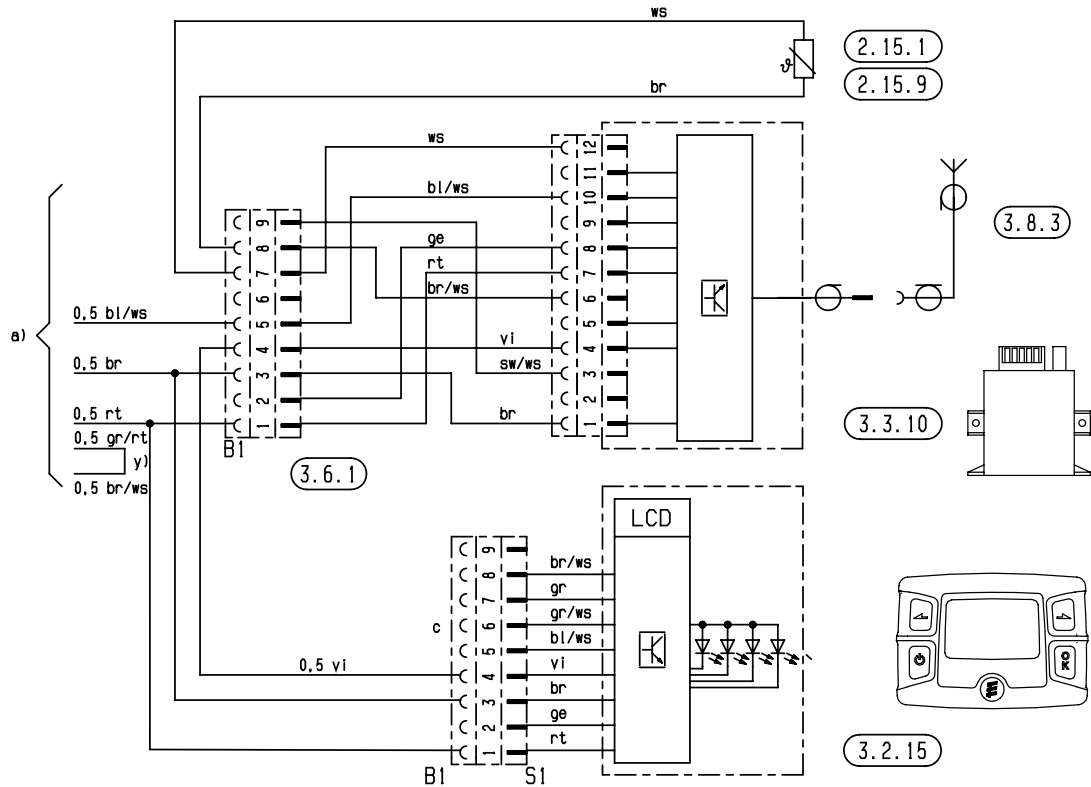 ws
2.15.1
ϑ
2.15.9
br
ws
12
11
bl/ws
10
9
ge
8
rt
7
br/ws
6
5
vi
4
sw/ws
3
2
br
1
3.8.3
9
8
7
6
5
4
3
2
1
B1
a)
0,5 bl/ws
0,5 br
0,5 rt
0,5 gr/rt
y)
0,5 br/ws
3.6.1
3.3.10
LCD
9
br/ws
8
gr
7
gr/ws
c
6
bl/ws
5
0,5 vi
vi
4
br
3
ge
2
rt
1
B1
S1
OK
3.2.15